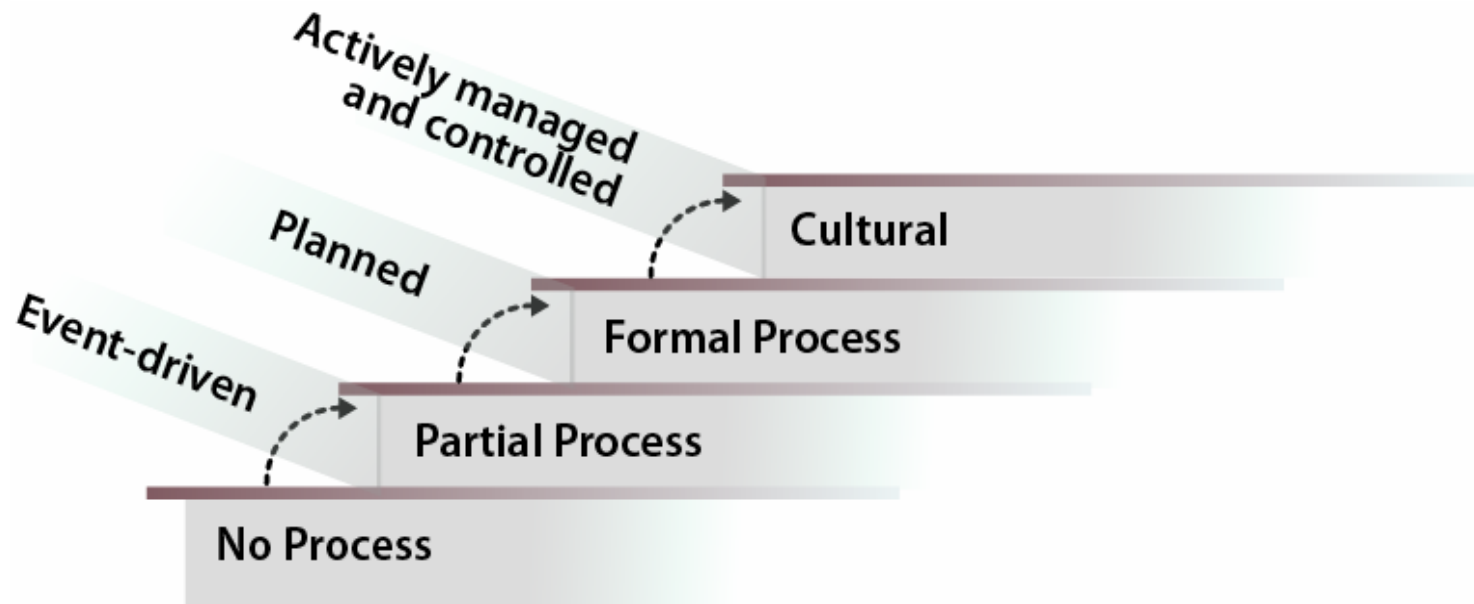 Actively managed
and controlled
Cultural
Planned
Formal Process
Event-driven
Partial Process
No Process